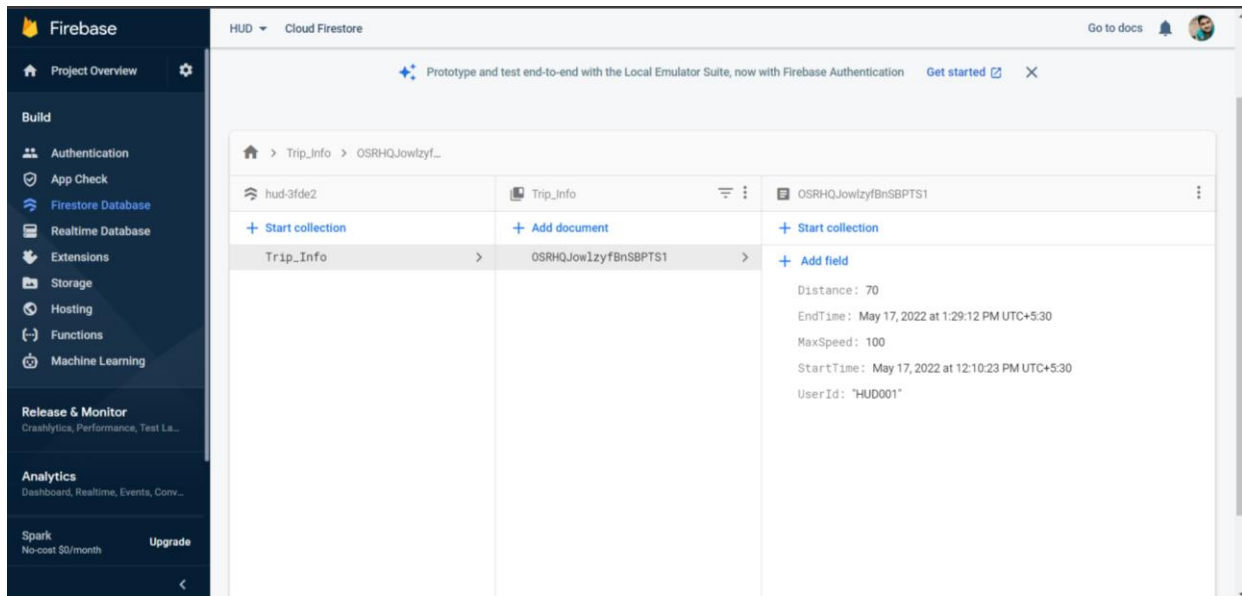 Firebase
HUD
Cloud Firestore
Go to docs
Project Overview
Prototype and test end-to-end with the Local Emulator Suite, now with Firebase Authentication Get started
Build
Authentication
App Check
Firestore Database
Realtime Database
Extensions
Storage
Hosting
Functions
Machine Learning
Release & Monitor
Crashlytics, Performance, Test La...
Analytics
Dashboard, Realtime, Events, Conv...
Spark
No-cost $0/month
Upgrade
Trip_Info > OSRHQJowlzyf...
hud-3fde2
Start collection
Trip_Info
Trip_Info
Add document
OSRHQJowlzyfBnSBPTS1
OSRHQJowlzyfBnSBPTS1
Start collection
Add field
Distance: 70
EndTime: May 17, 2022 at 1:29:12 PM UTC+5:30
MaxSpeed: 100
StartTime: May 17, 2022 at 12:10:23 PM UTC+5:30
UserId: "HUD001"